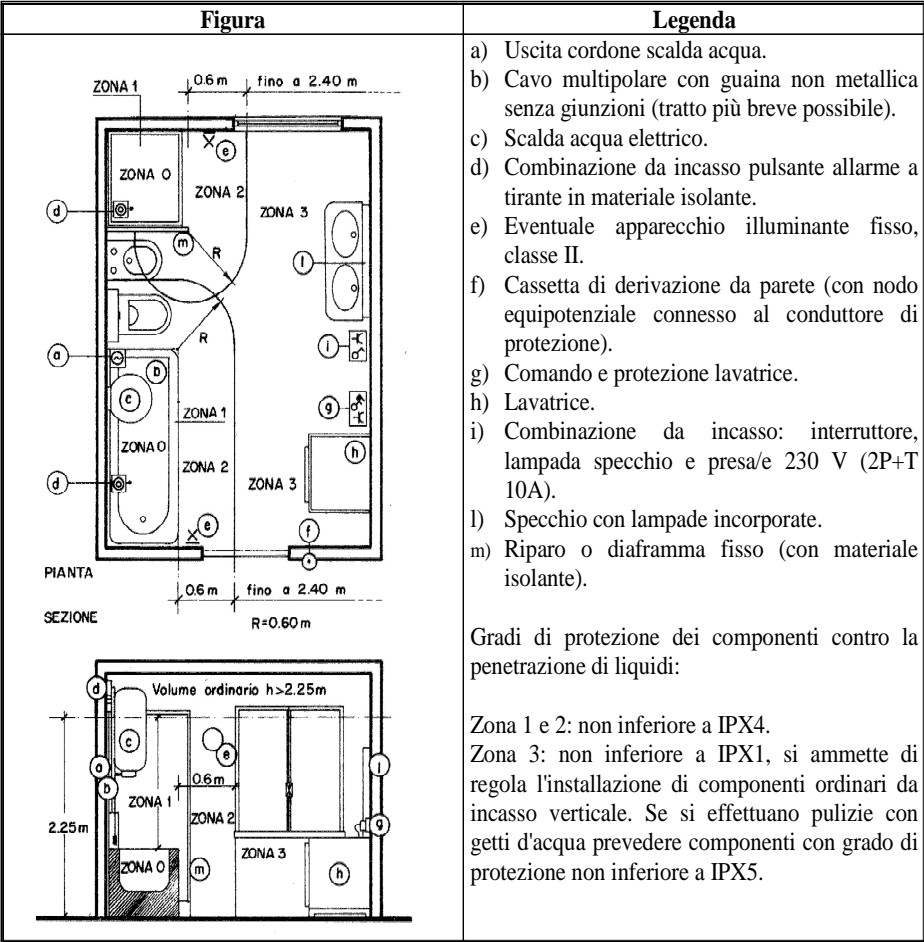 Figura
Legenda
ZONA 1
0.6 m
fino a 2.40 m
e
ZONA 0
ZONA 2
d
ZONA 3
m
R
l
R
i
a
b
c
g
ZONA 1
ZONA 0
ZONA 2
h
d
ZONA 3
e
f
PIANTA
0.6 m
fino a 2.40 m
SEZIONE
R=0.60 m
d
Volume ordinario h>2.25m
c
e
a
0.6 m
l
b
ZONA 1
2.25 m
ZONA 2
g
ZONA 3
ZONA 0
m
h
a) Uscita cordone scalda acqua.
b) Cavo multipolare con guaina non metallica
senza giunzioni (tratto più breve possibile).
c) Scalda acqua elettrico.
d) Combinazione da incasso pulsante allarme a
tirante in materiale isolante.
e) Eventuale apparecchio illuminante fisso,
classe II.
f) Cassetta di derivazione da parete (con nodo
equipotenziale connesso al conduttore di
protezione).
g) Comando e protezione lavatrice.
h) Lavatrice.
i) Combinazione da incasso: interruttore,
lampada specchio e presa/e 230 V (2P+T
10A).
l) Specchio con lampade incorporate.
m) Riparo o diaframma fisso (con materiale
isolante).
Gradi di protezione dei componenti contro la
penetrazione di liquidi:
Zona 1 e 2: non inferiore a IPX4.
Zona 3: non inferiore a IPX1, si ammette di
regola l'installazione di componenti ordinari da
incasso verticale. Se si effettuano pulizie con
getti d'acqua prevedere componenti con grado di
protezione non inferiore a IPX5.